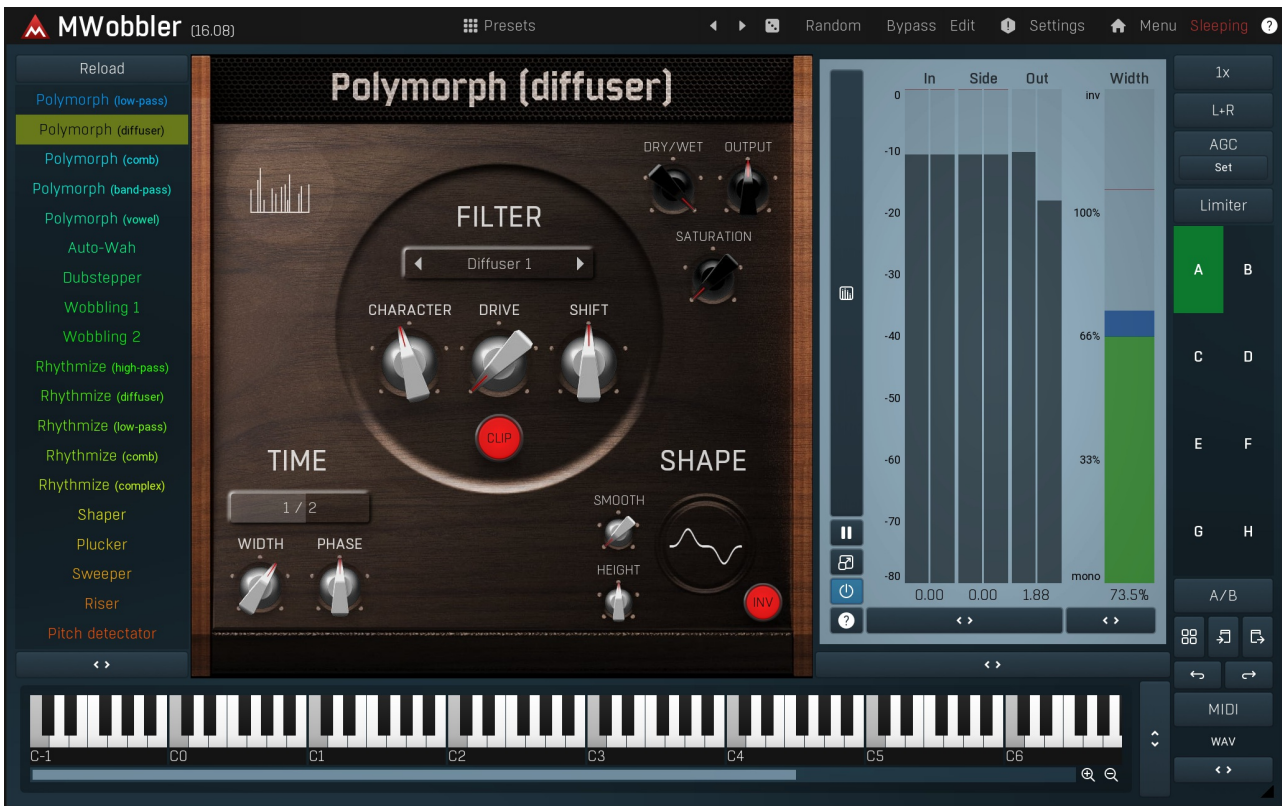 MWobbler (16.08) Presets Random Bypass Edit Settings Menu Sleeping ?
Reload
Polymorph (low-pass)
Polymorph (diffuser)
Polymorph (comb)
Polymorph (band-pass)
Polymorph (vowel)
Auto-Wah
Dubstepper
Wobbling 1
Wobbling 2
Rhythmize (high-pass)
Rhythmize (diffuser)
Rhythmize (low-pass)
Rhythmize (comb)
Rhythmize (complex)
Shaper
Plucker
Sweeper
Riser
Pitch detectator
Polymorph (diffuser)
DRY/WET OUTPUT
SATURATION
FILTER
Diffuser 1
CHARACTER DRIVE SHIFT
CLIP
TIME
1 / 2
WIDTH PHASE
SHAPE
SMOOTH
HEIGHT
INV
In Side Out Width
0 inv
-10
-20 100%
-30
-40 66%
-50
-60 33%
-70
-80 mono
0.00 0.00 1.88 73.5%
?
1x
L+R
AGC
Set
Limiter
A B
C D
E F
G H
A/B
MIDI
WAV
C-1 C0 C1 C2 C3 C4 C5 C6